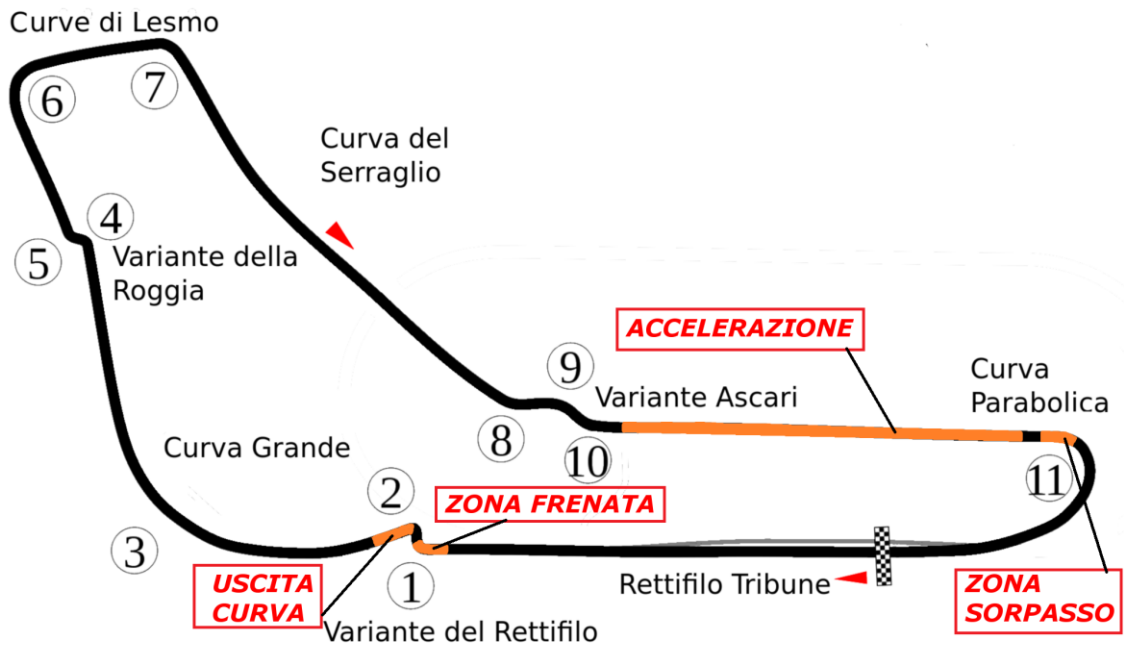 Curve di Lesmo
6
7
Curva del
Serraglio
4
5
Variante della
Roggia
ACCELERAZIONE
9
Variante Ascari
Curva
Parabolica
8
10
11
Curva Grande
2
ZONA FRENATA
3
1
USCITA
CURVA
Rettifilo Tribune
ZONA
SORPASSO
Variante del Rettifilo